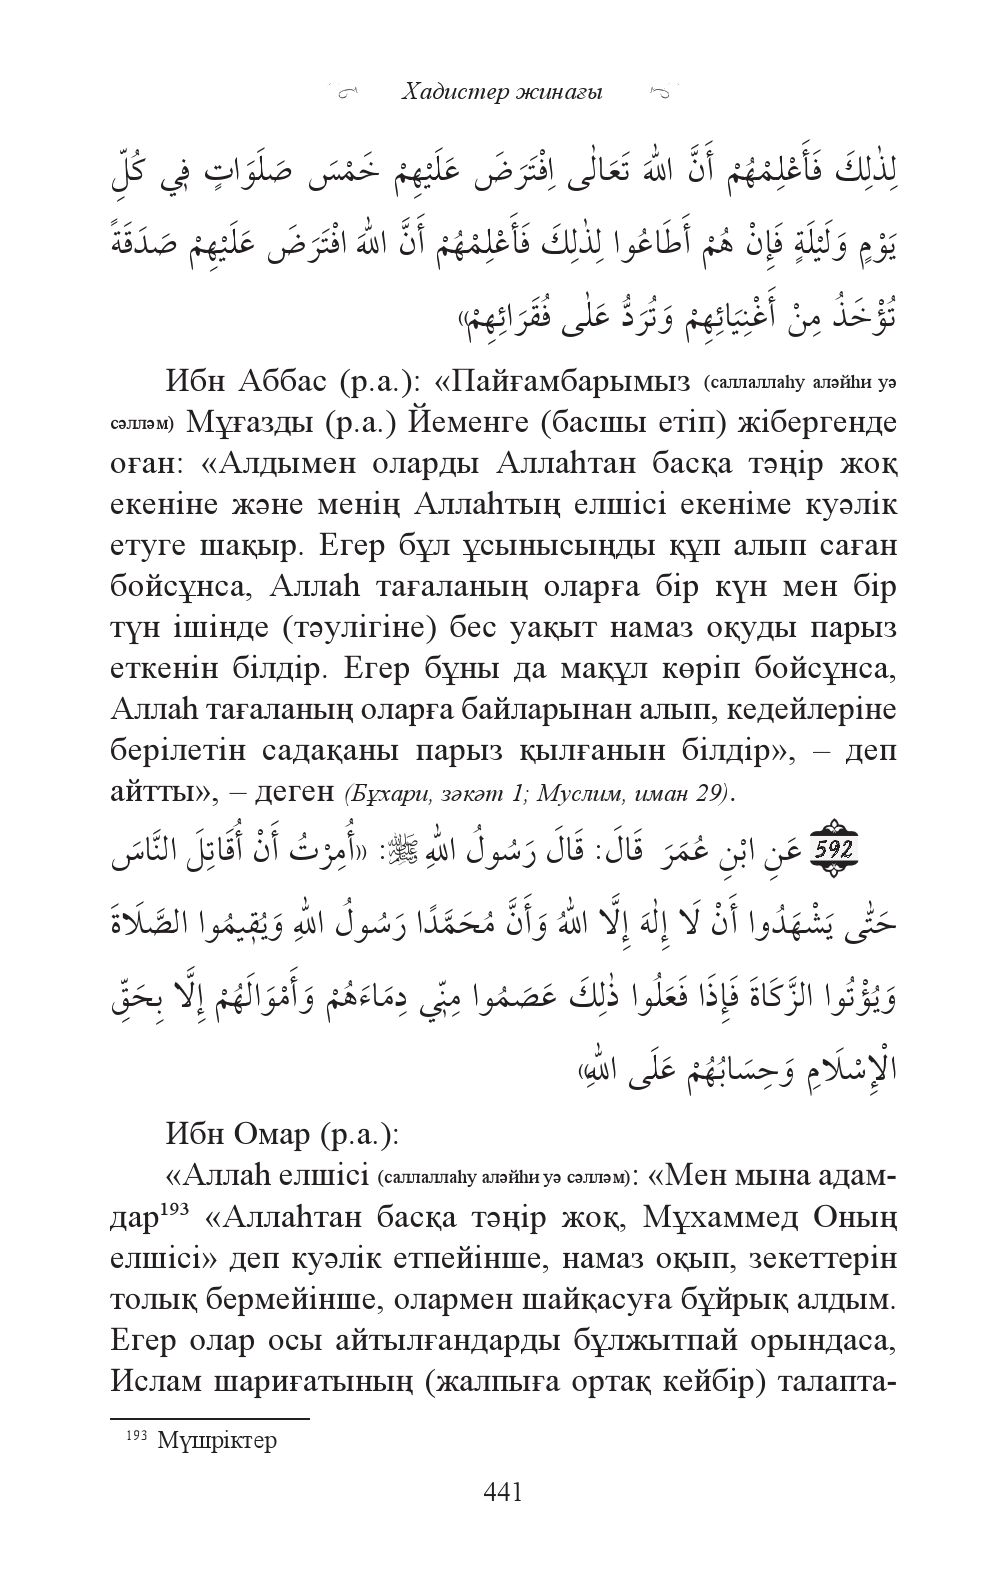 Хадистер жинағы
لِذٰلِكَ فَأَعْلِمْهُمْ أَنَّ اللهَ تَعَالٰى اِفْتَرَضَ عَلَيْهِمْ خَمْسَ صَلَوَاتٍ فِي كُلِّ
يَوْمٍ وَلَيْلَةٍ فَإِنْ هُمْ أَطَاعُوا لِذٰلِكَ فَأَعْلِمْهُمْ أَنَّ اللهَ افْتَرَضَ عَلَيْهِمْ صَدَقَةً
تُؤْخَذُ مِنْ أَغْنِيَائِهِمْ وَتُرَدُّ عَلٰى فُقَرَائِهِمْ»
Ибн Аббас (р.а.): «Пайғамбарымыз (саллаллаһу аләйһи уә
сәлләм) Мұғазды (р.а.) Йеменге (басшы етіп) жібергенде
оған: «Алдымен оларды Аллаһтан басқа тәңір жоқ
екеніне және менің Аллаһтың елшісі екеніме куәлік
етуге шақыр. Егер бұл ұсынысыңды құп алып саған
бойсұнса, Аллаһ тағаланың оларға бір күн мен бір
түн ішінде (тәулігіне) бес уақыт намаз оқуды парыз
еткенін білдір. Егер бұны да мақұл көріп бойсұнса,
Аллаһ тағаланың оларға байларынан алып, кедейлеріне
берілетін садақаны парыз қылғанын білдір», – деп
айтты», – деген (Бұхари, зәкәт 1; Муслим, иман 29).
592 عَنِ ابْنِ عُمَرَ قَالَ: قَالَ رَسُولُ اللهِ ﷺ: «أُمِرْتُ أَنْ أُقَاتِلَ النَّاسَ
حَتّٰى يَشْهَدُوا أَنْ لَا إِلٰهَ إِلَّا اللهُ وَأَنَّ مُحَمَّدًا رَسُولُ اللهِ وَيُقِيمُوا الصَّلَاةَ
وَيُؤْتُوا الزَّكَاةَ فَإِذَا فَعَلُوا ذٰلِكَ عَصَمُوا مِنِّي دِمَاءَهُمْ وَأَمْوَالَهُمْ إِلَّا بِحَقِّ
الْإِسْلَامِ وَحِسَابُهُمْ عَلَى اللهِ»
Ибн Омар (р.а.):
«Аллаһ елшісі (саллаллаһу аләйһи уә сәлләм): «Мен мына адам-
дар¹⁹³ «Аллаһтан басқа тәңір жоқ, Мұхаммед Оның
елшісі» деп куәлік етпейінше, намаз оқып, зекеттерін
толық бермейінше, олармен шайқасуға бұйрық алдым.
Егер олар осы айтылғандарды бұлжытпай орындаса,
Ислам шариғатының (жалпыға ортақ кейбір) талапта-
¹⁹³ Мүшріктер
441